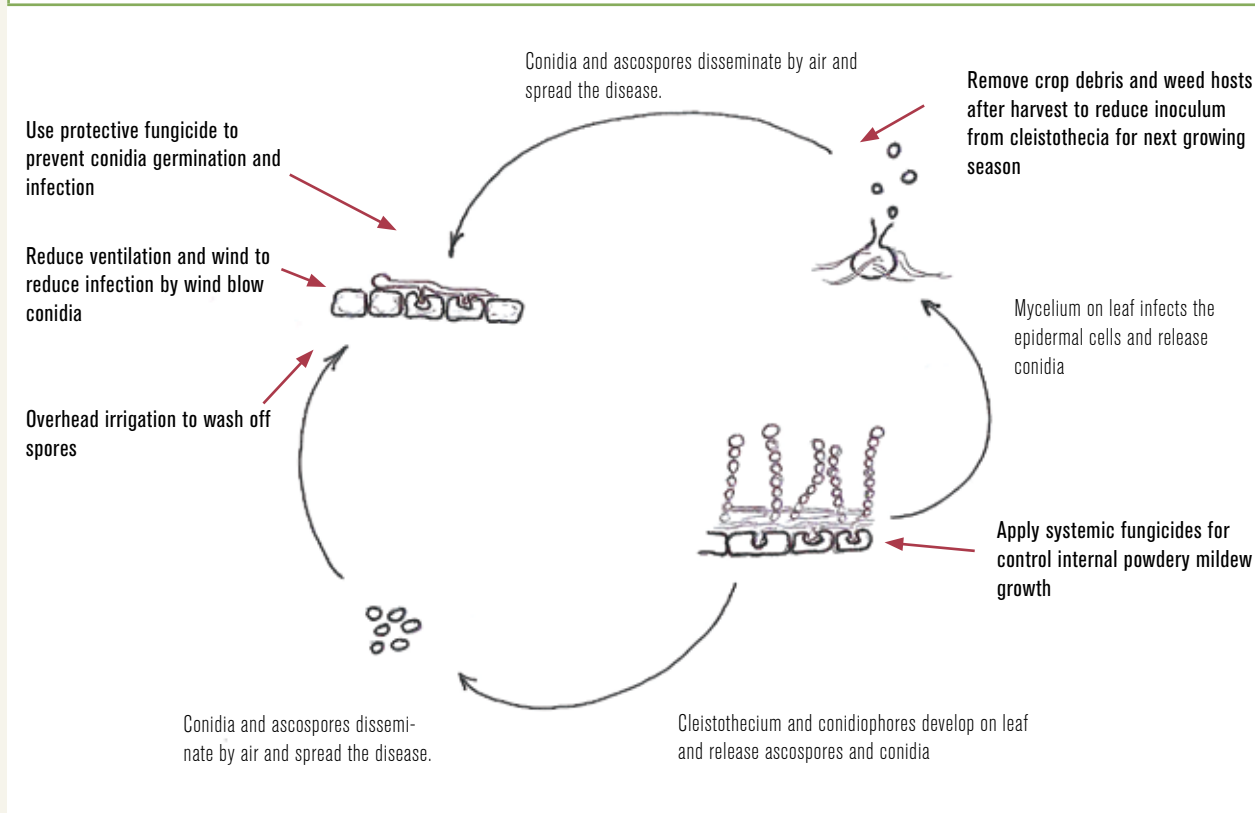 Conidia and ascospores disseminate by air and
spread the disease.
Remove crop debris and weed hosts
after harvest to reduce inoculum
from cleistothecia for next growing
season
Use protective fungicide to
prevent conidia germination and
infection
Reduce ventilation and wind to
reduce infection by wind blow
conidia
Overhead irrigation to wash off
spores
Mycelium on leaf infects the
epidermal cells and release
conidia
Apply systemic fungicides for
control internal powdery mildew
growth
Conidia and ascospores dissemi-
nate by air and spread the disease.
Cleistothecium and conidiophores develop on leaf
and release ascospores and conidia